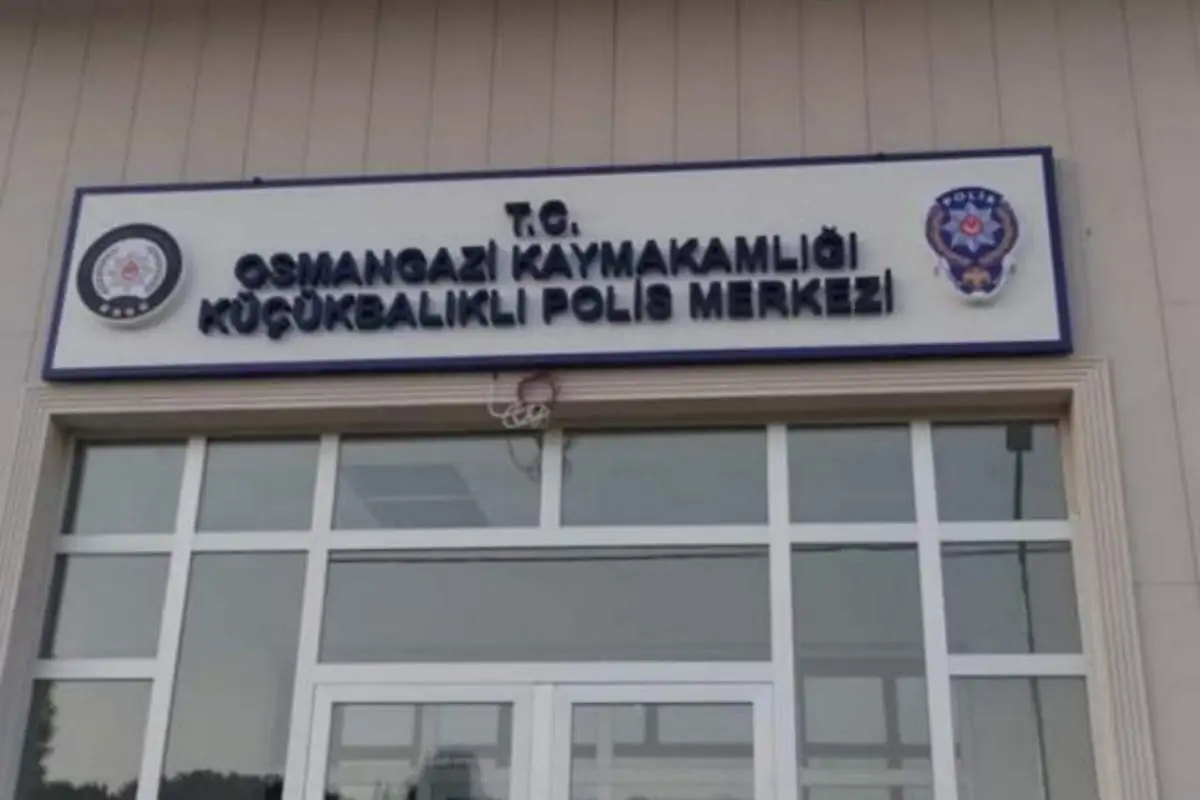 T.C.
OSMANGAZİ KAYMAKAMLIĞI
KÜÇÜKBALIKLI POLİS MERKEZİ
POLİS